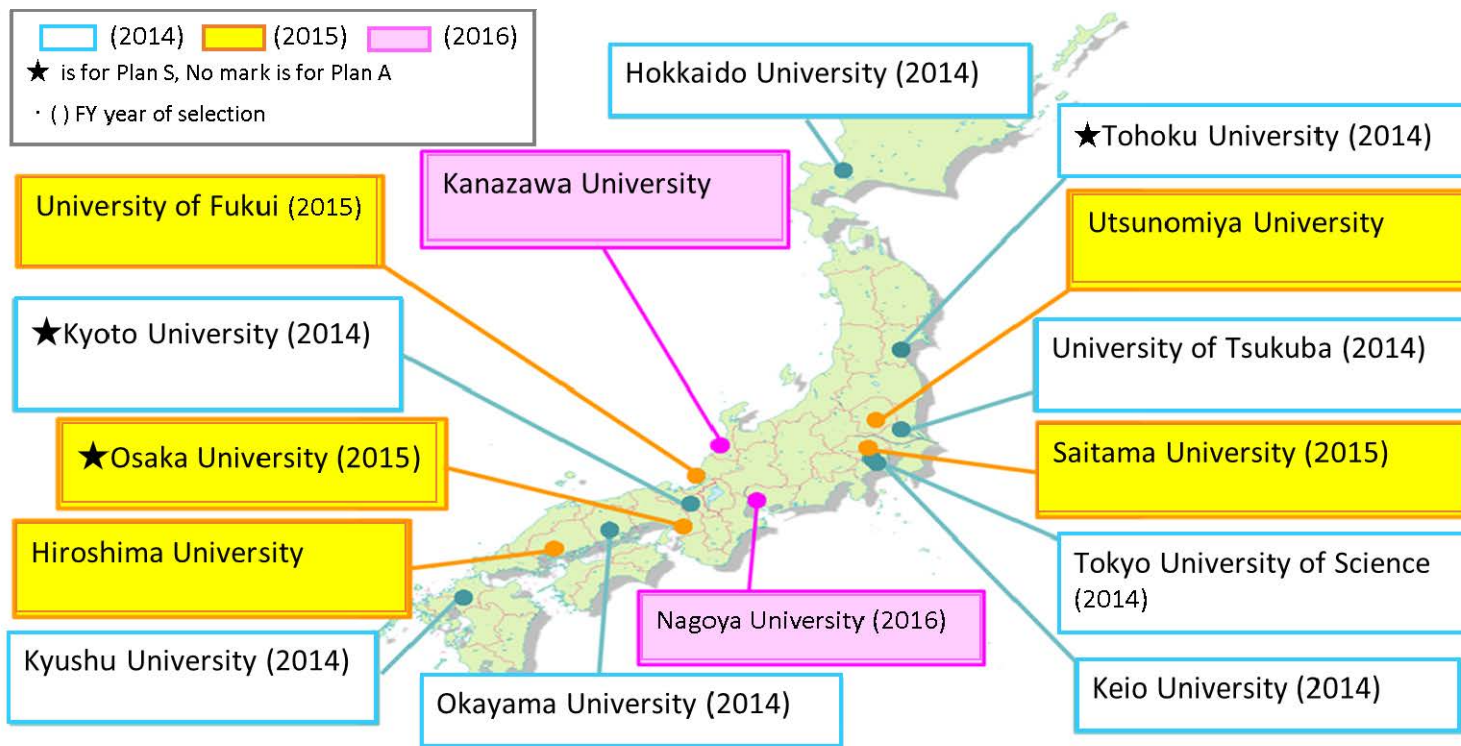 (2014) (2015) (2016)
★ is for Plan S, No mark is for Plan A
· ( ) FY year of selection
Hokkaido University (2014)
★Tohoku University (2014)
Kanazawa University
University of Fukui (2015)
Utsunomiya University
★Kyoto University (2014)
University of Tsukuba (2014)
★Osaka University (2015)
Saitama University (2015)
Hiroshima University
Tokyo University of Science
(2014)
Nagoya University (2016)
Kyushu University (2014)
Okayama University (2014)
Keio University (2014)